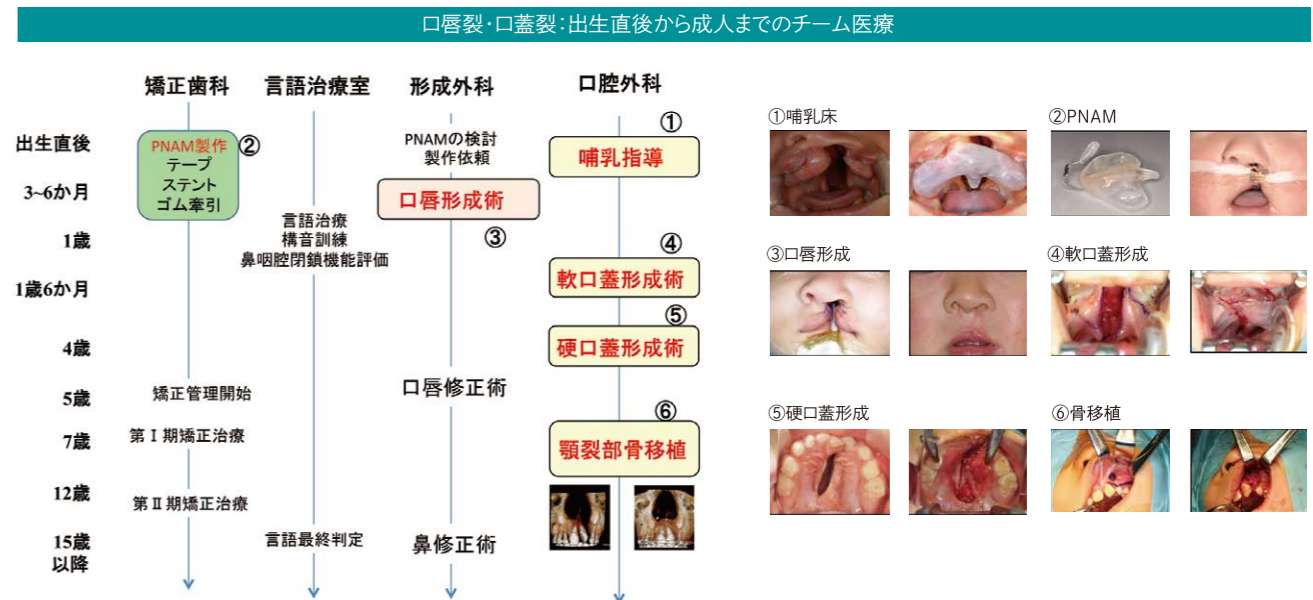 口唇裂・口蓋裂：出生直後から成人までのチーム医療
矯正歯科 言語治療室 形成外科 口腔外科
出生直後
3~6か月
1歳
1歳6か月
4歳
5歳
7歳
12歳
15歳
以降
PNAM製作
②
テープ
ステント
ゴム牽引
矯正管理開始
第Ⅰ期矯正治療
第Ⅱ期矯正治療
言語治療
構音訓練
鼻咽腔閉鎖機能評価
言語最終判定
PNAMの検討
製作依頼
口唇形成術
③
口唇修正術
鼻修正術
①
哺乳指導
④
軟口蓋形成術
⑤
硬口蓋形成術
⑥
顎裂部骨移植
①哺乳床
②PNAM
③口唇形成
④軟口蓋形成
⑤硬口蓋形成
⑥骨移植